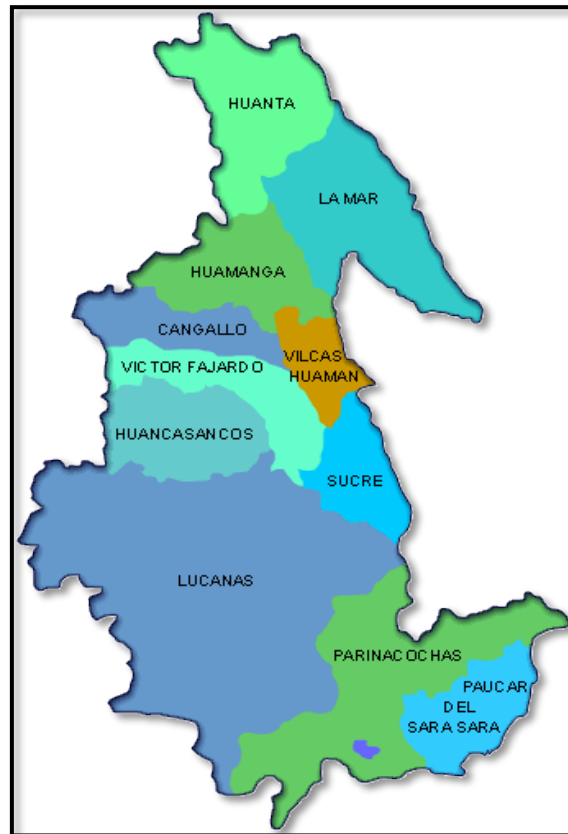 HUANTA
LA MAR
HUAMANGA
CANGALLO
VILCAS
HUAMAN
VICTOR FAJARDO
HUANCASANCOS
SUCRE
LUCANAS
PARINACOCHAS
PAUCAR
DEL
SARA SARA